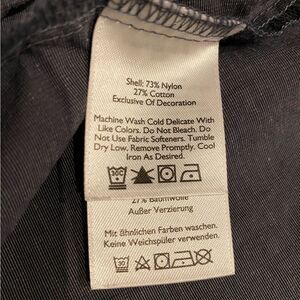 Shell: 73% Nylon
27% Cotton
Exclusive Of Decoration
Machine Wash Cold Delicate With
Like Colors. Do Not Bleach. Do
Not Use Fabric Softeners. Tumble
Dry Low. Remove Promptly. Cool
Iron As Desired.
30C
27% Baumwolle
Außer Verzierung
Mit ähnlichen Farben waschen.
Keine Weichspüler verwenden.
30